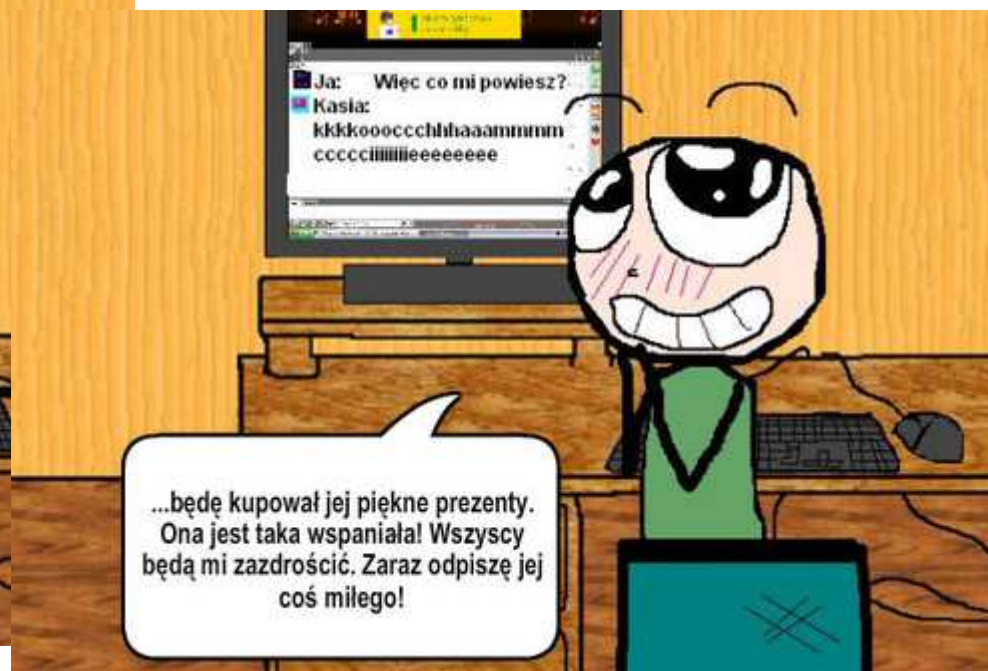 Ja: Więc co mi powiesz?
Kasia:
kkkkoooccchhhaaammmm
ccccciiiiiiiieeeeeeee
...będę kupował jej piękne prezenty.
Ona jest taka wspaniała! Wszyscy
będą mi zazdrościć. Zaraz odpiszę jej
coś miłego!